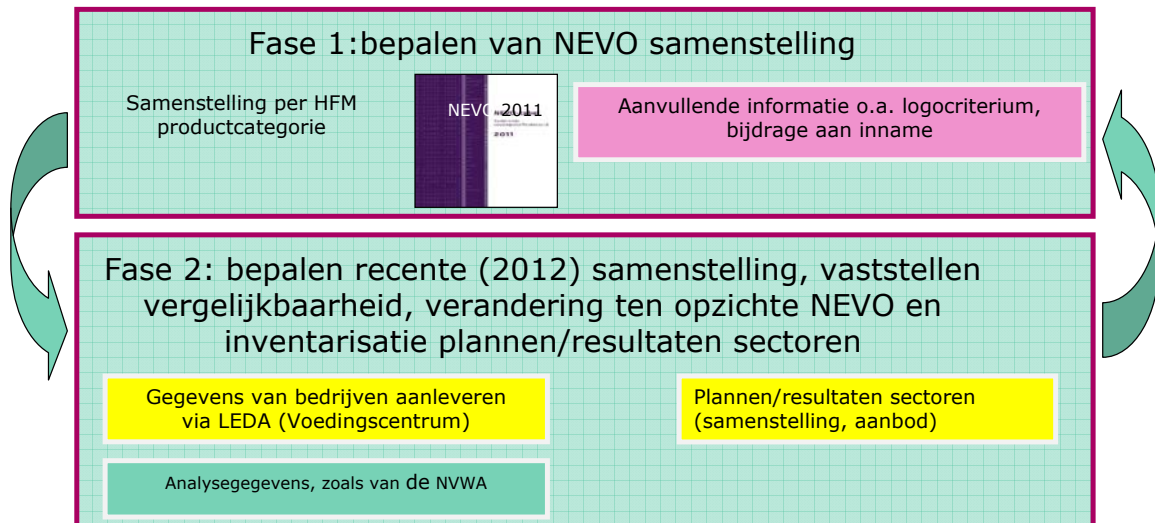 Fase 1:bepalen van NEVO samenstelling
Samenstelling per HFM
productcategorie
NEVO 2011
2011
Aanvullende informatie o.a. logocriterium,
bijdrage aan inname
Fase 2: bepalen recente (2012) samenstelling, vaststellen
vergelijkbaarheid, verandering ten opzichte NEVO en
inventarisatie plannen/resultaten sectoren
Gegevens van bedrijven aanleveren
via LEDA (Voedingscentrum)
Plannen/resultaten sectoren
(samenstelling, aanbod)
Analysegegevens, zoals van de NVWA